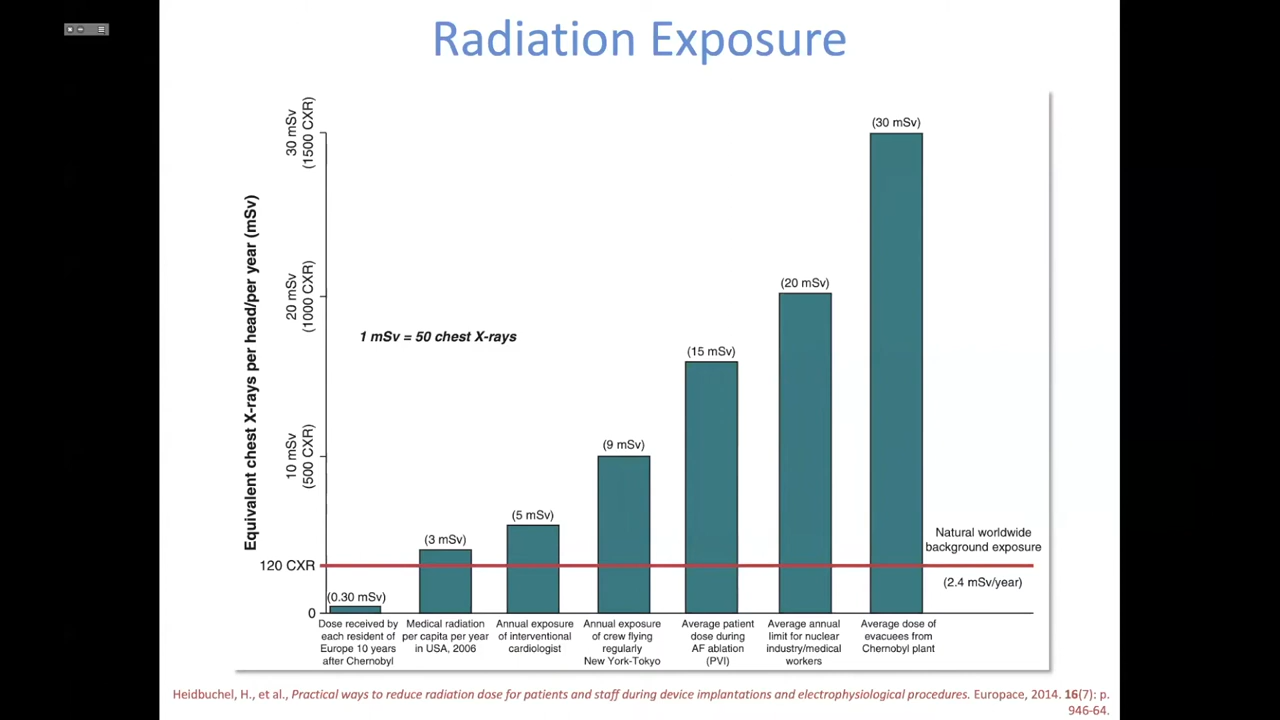 Radiation Exposure
Equivalent chest X-rays per head/per year (mSv)
30 mSv
(1500 CXR)
20 mSv
(1000 CXR)
10 mSv
(500 CXR)
120 CXR
0
1 mSv = 50 chest X-rays
(0.30 mSv)
(3 mSv)
(5 mSv)
(9 mSv)
(15 mSv)
(20 mSv)
(30 mSv)
Natural worldwide
background exposure
(2.4 mSv/year)
Dose received by
each resident of
Europe 10 years
after Chernobyl
Medical radiation
per capita per year
in USA, 2006
Annual exposure
of interventional
cardiologist
Annual exposure
of crew flying
regularly
New York-Tokyo
Average patient
dose during
AF ablation
(PVI)
Average annual
limit for nuclear
industry/medical
workers
Average dose of
evacuees from
Chernobyl plant
Heidbuchel, H., et al., Practical ways to reduce radiation dose for patients and staff during device implantations and electrophysiological procedures. Europace, 2014. 16(7): p.
946-64.